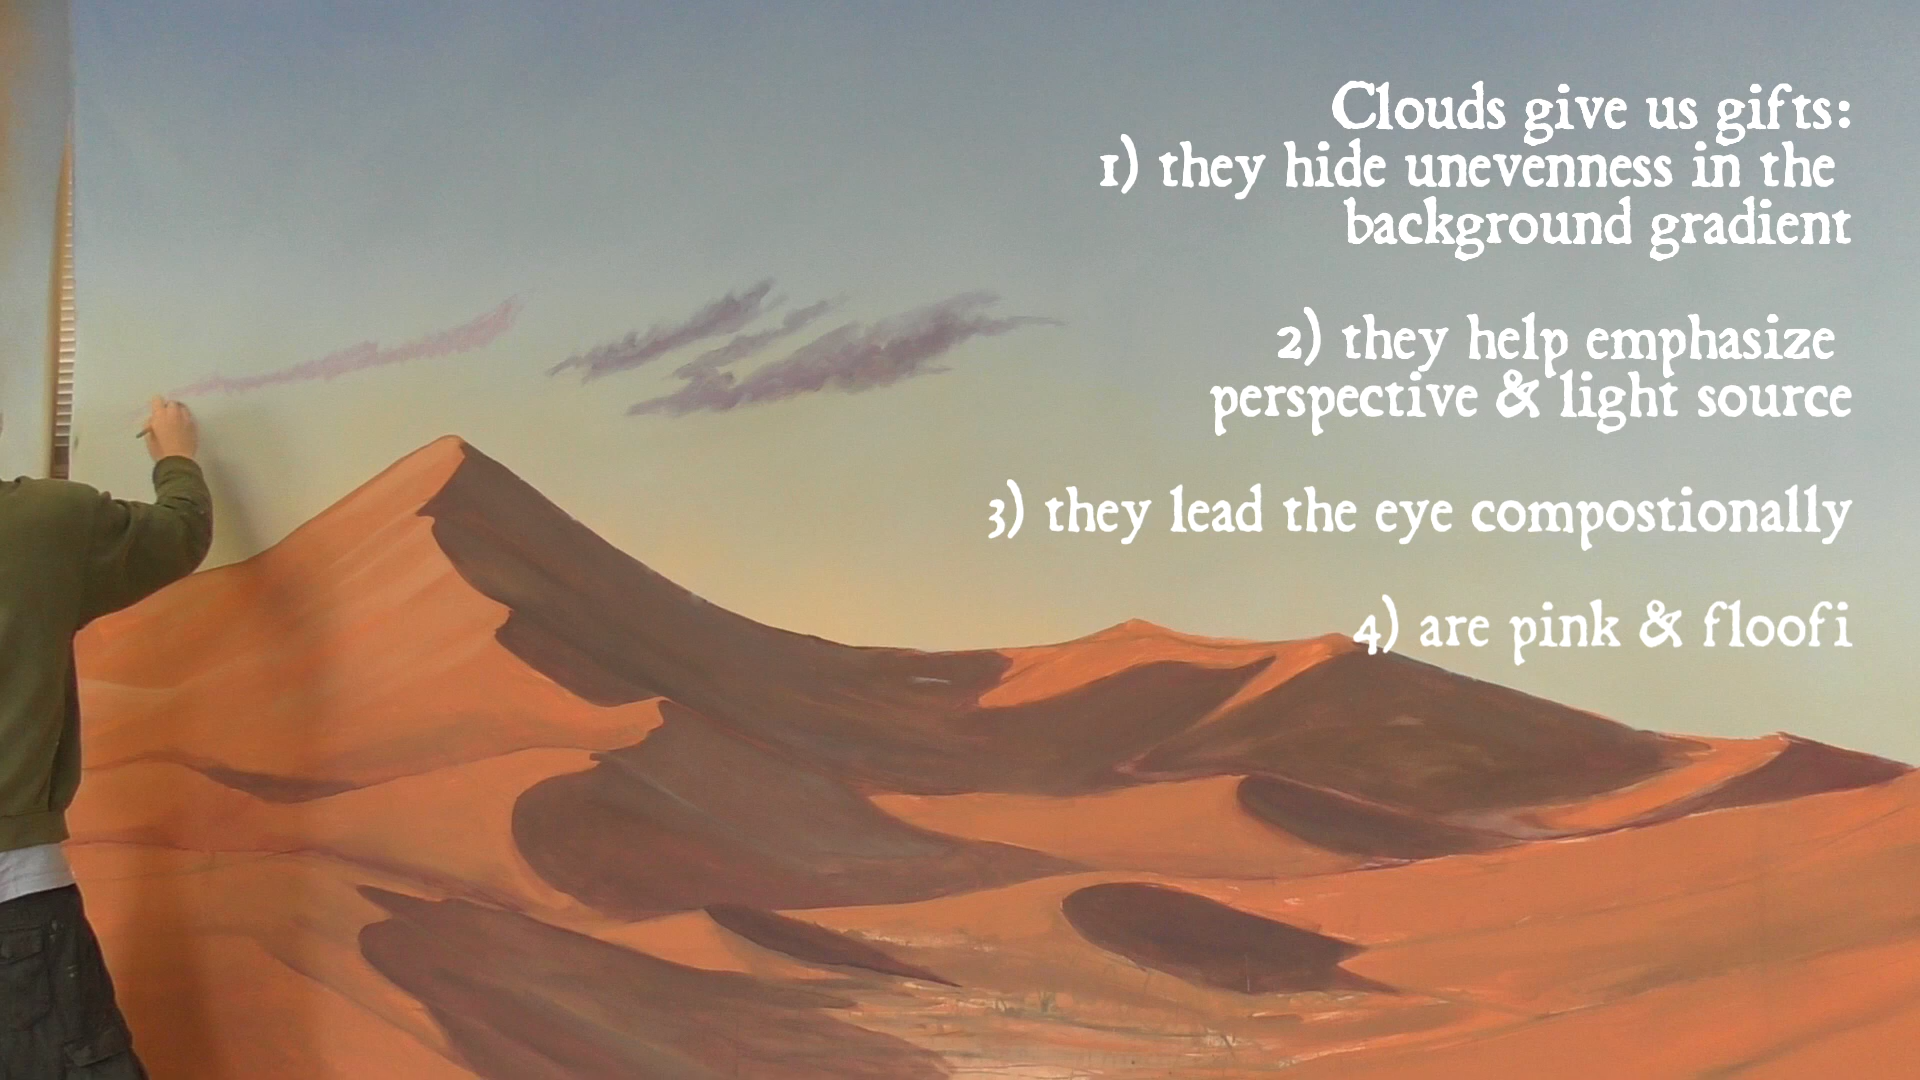 Clouds give us gifts:
1) they hide unevenness in the
background gradient
2) they help emphasize
perspective & light source
3) they lead the eye compostionally
4) are pink & floofi